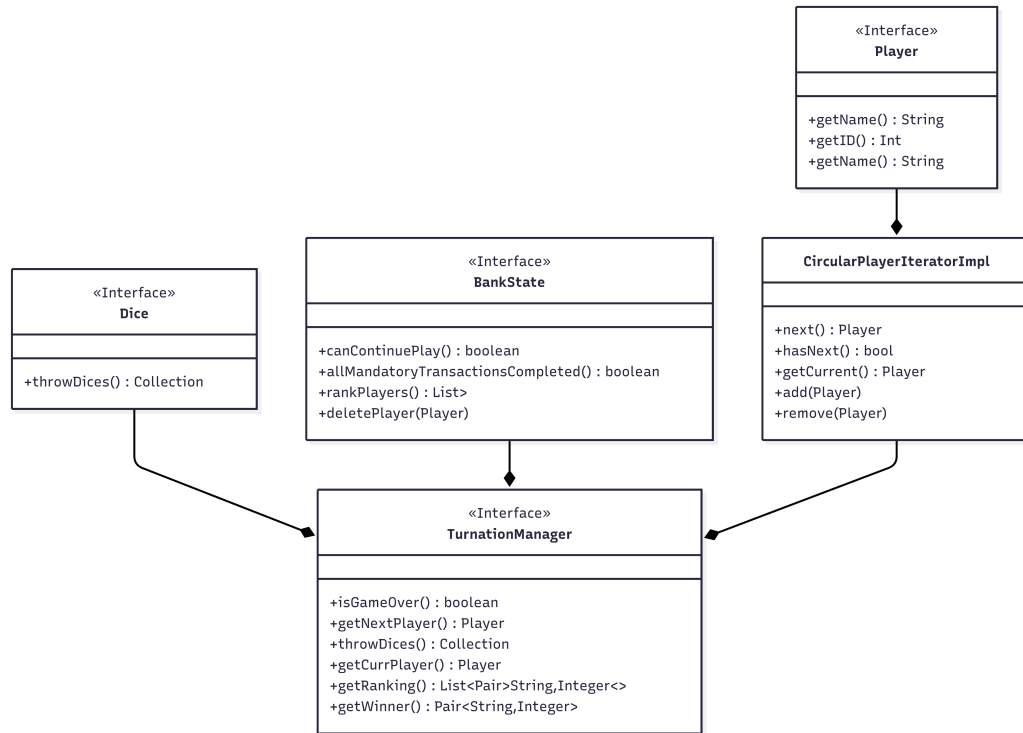 «Interface»
Player
+getName() : String
+getID() : Int
+getName() : String
«Interface»
Dice
+throwDices() : Collection
«Interface»
BankState
+canContinuePlay() : boolean
+allMandatoryTransactionsCompleted() : boolean
+rankPlayers() : List>
+deletePlayer(Player)
CircularPlayerIteratorImpl
+next() : Player
+hasNext() : bool
+getCurrent() : Player
+add(Player)
+remove(Player)
«Interface»
TurnationManager
+isGameOver() : boolean
+getNextPlayer() : Player
+throwDices() : Collection
+getCurrPlayer() : Player
+getRanking() : List<Pair>String,Integer<>
+getWinner() : Pair<String,Integer>